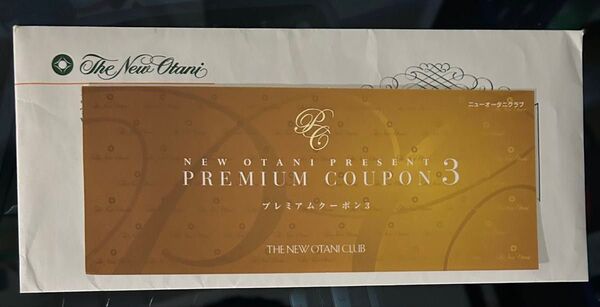 The New Otani
ニューオータニクラブ
PC
NEW OTANI PRESENT
PREMIUM COUPON 3
プレミアムクーポン3
THE NEW OTANI CLUB